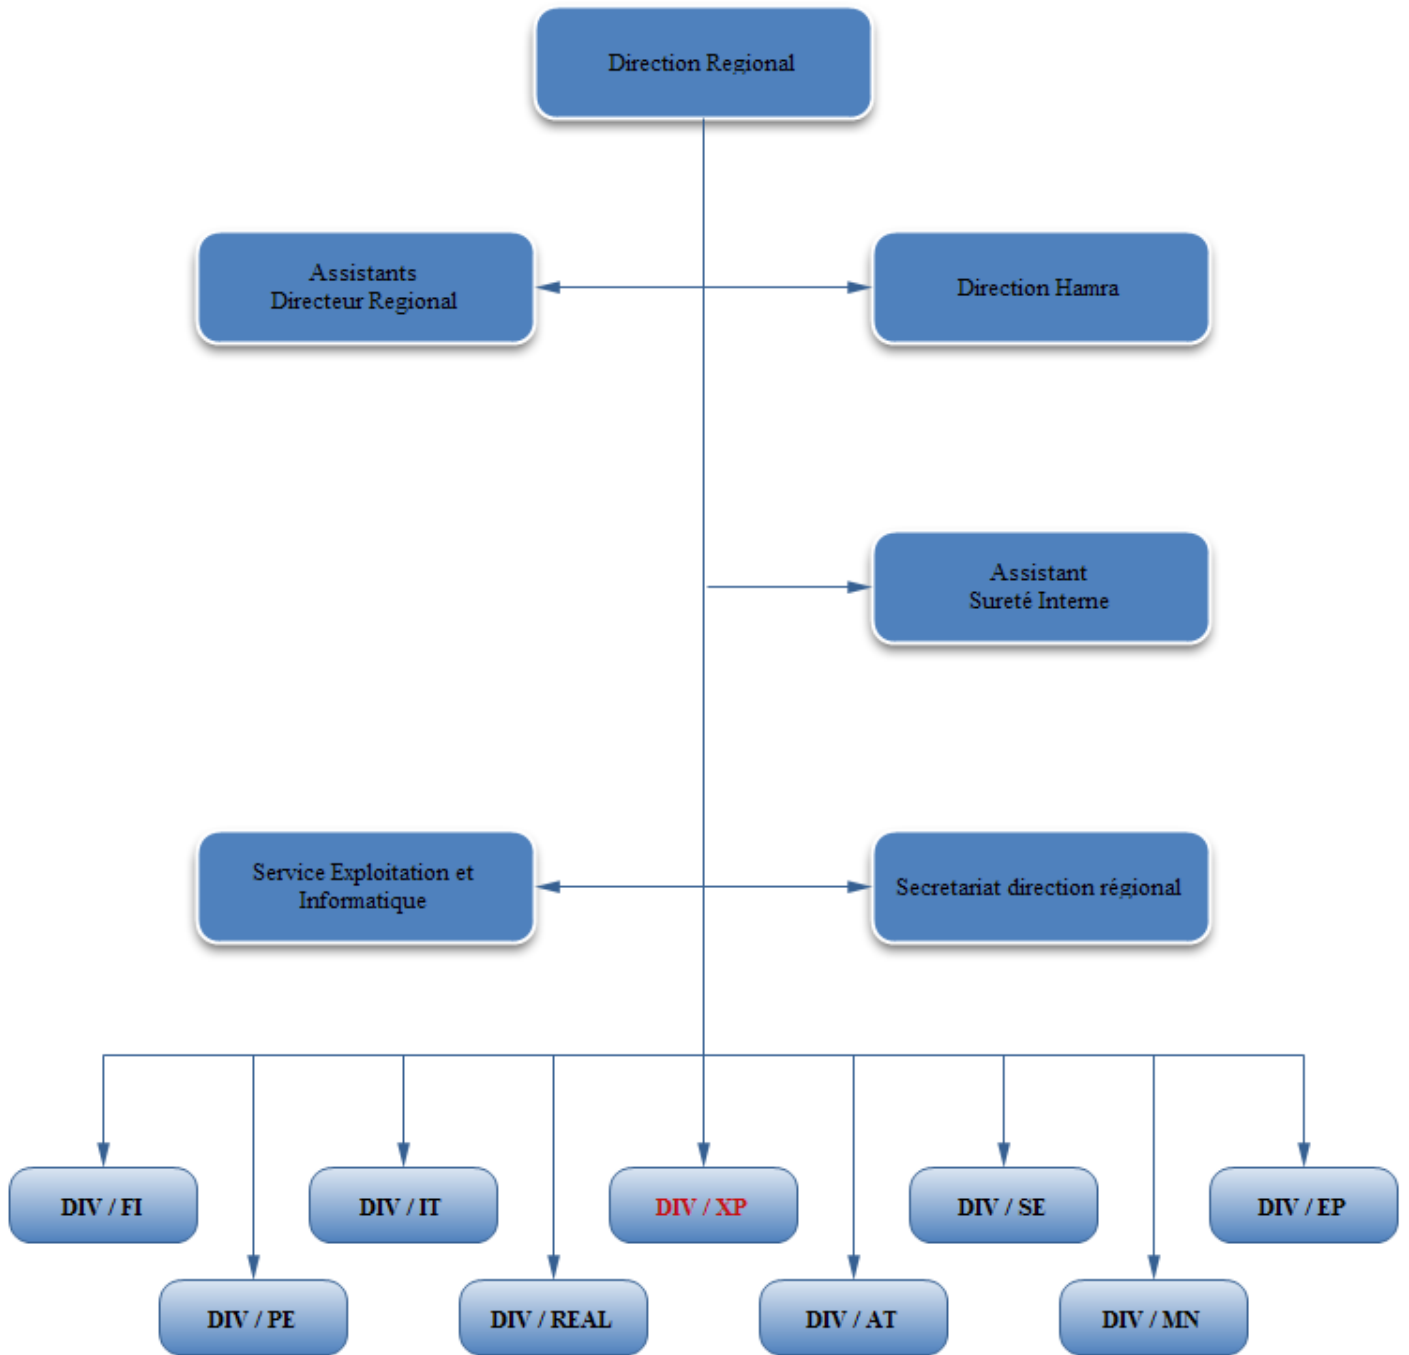 Direction Regional
Assistants
Directeur Regional
Direction Hamra
Assistant
Sureté Interne
Service Exploitation et
Informatique
Secretariat direction régional
DIV / FI
DIV / IT
DIV / XP
DIV / SE
DIV / EP
DIV / PE
DIV / REAL
DIV / AT
DIV / MN